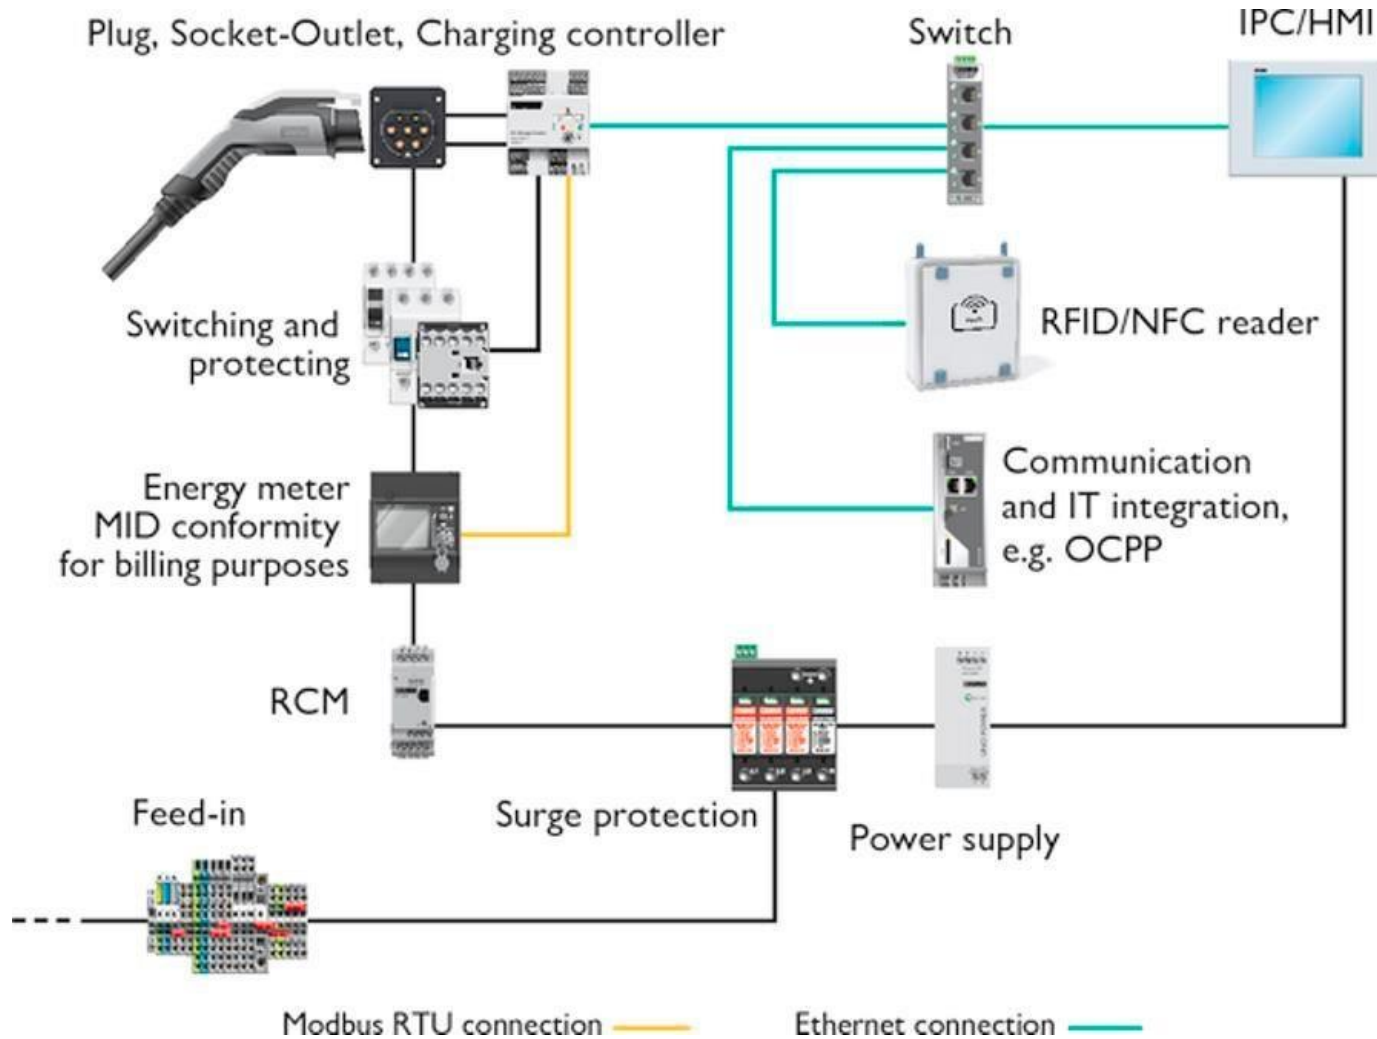 Plug, Socket-Outlet, Charging controller
Switch
IPC/HMI
Switching and
protecting
RFID/NFC reader
Energy meter
MID conformity
for billing purposes
Communication
and IT integration,
e.g. OCPP
RCM
Surge protection
Power supply
Feed-in
Modbus RTU connection
Ethernet connection